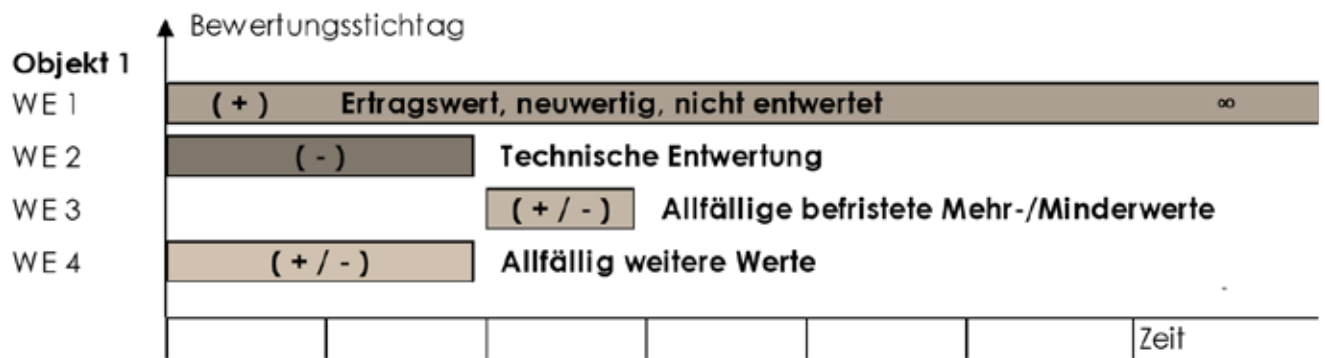 Bewertungsstichtag
Objekt 1
WE 1 ( + ) Ertragswert, neuwertig, nicht entwertet ∞
WE 2 ( - ) Technische Entwertung
WE 3 ( + / - ) Allfällige befristete Mehr-/Minderwerte
WE 4 ( + / - ) Allfällig weitere Werte
Zeit